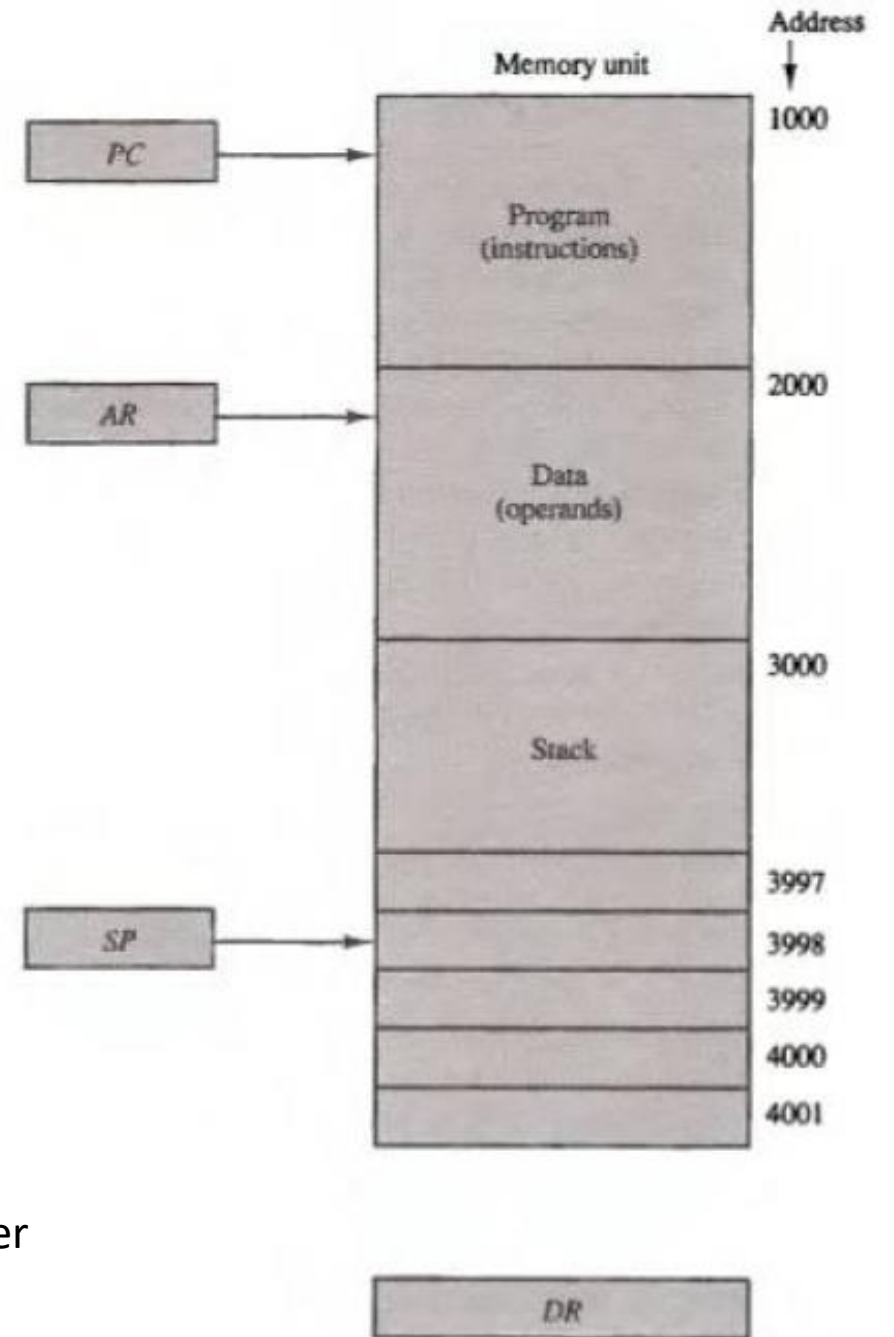 Address
Memory unit
1000
PC
Program
(instructions)
2000
AR
Data
(operands)
3000
Stack
3997
SP
3998
3999
4000
4001
er
DR